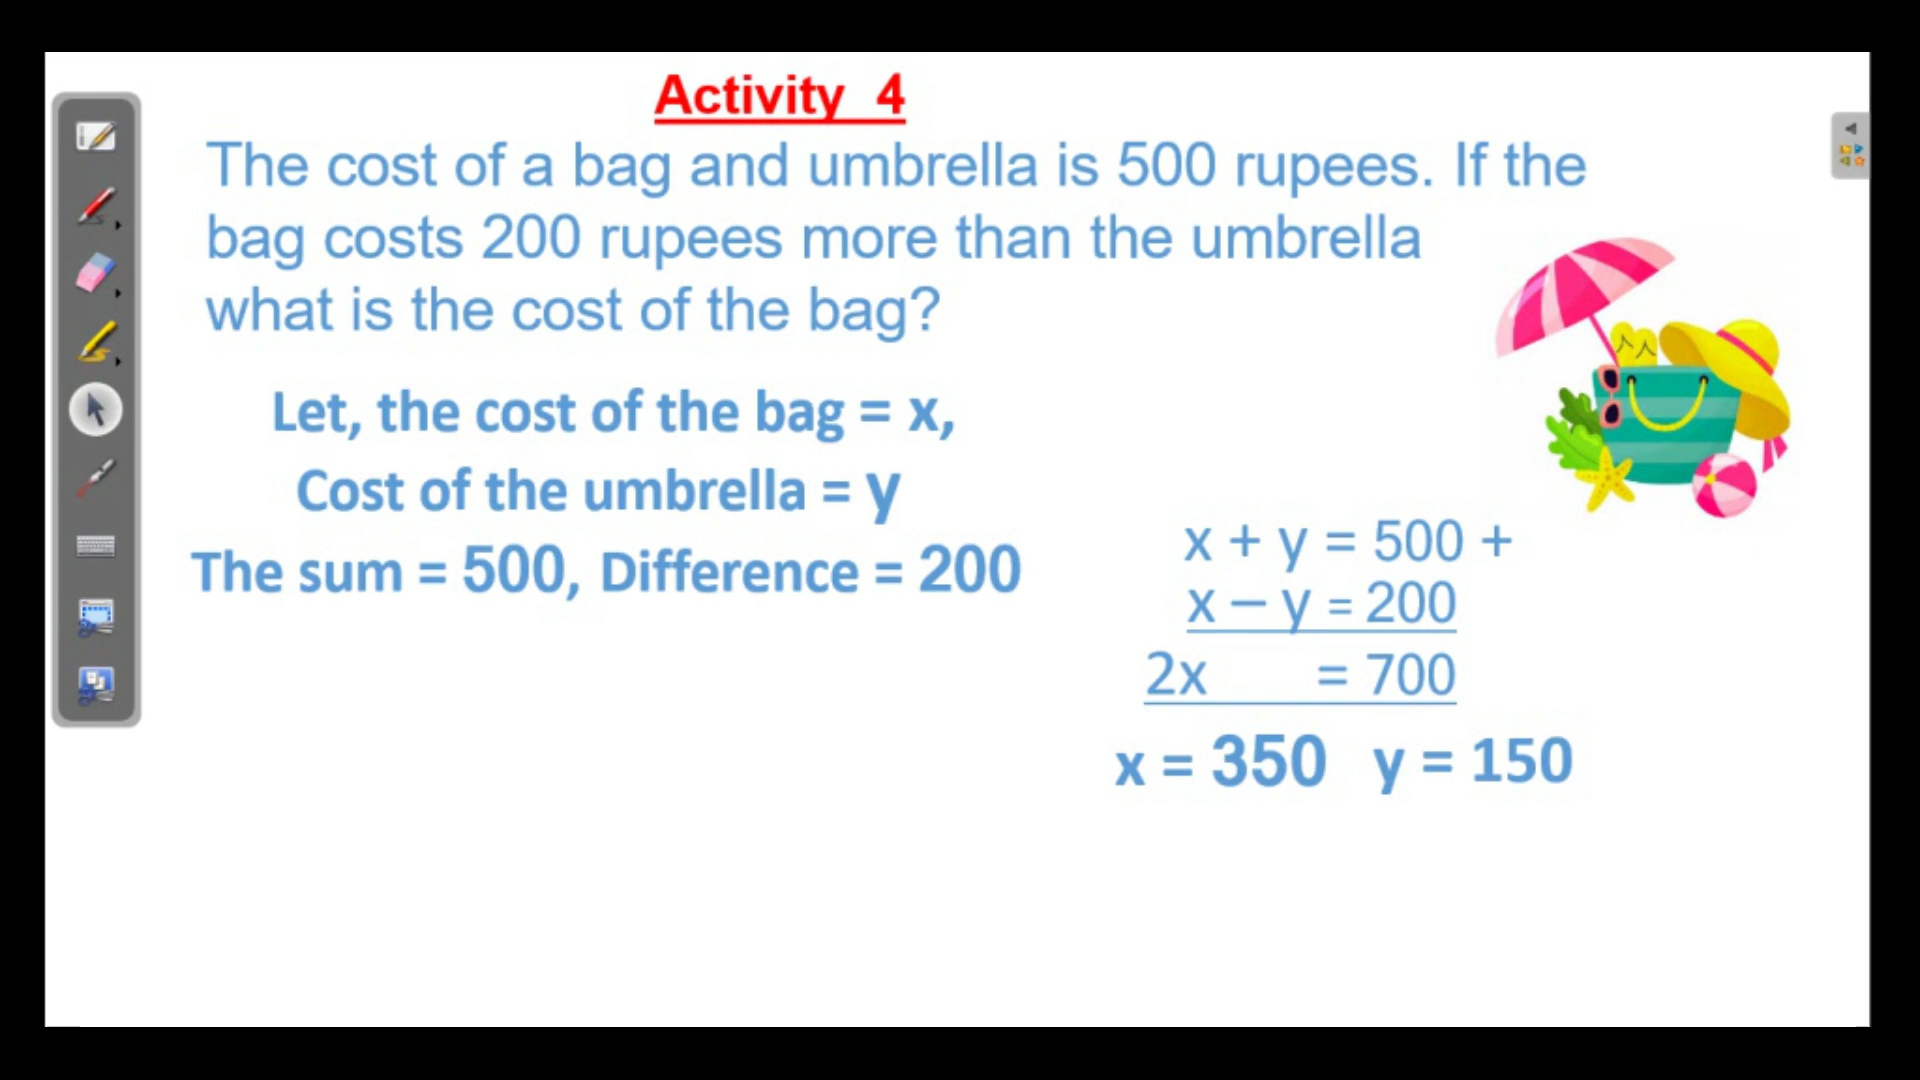 Activity 4
The cost of a bag and umbrella is 500 rupees. If the
bag costs 200 rupees more than the umbrella
what is the cost of the bag?
Let, the cost of the bag = x,
Cost of the umbrella = y
The sum = 500, Difference = 200
x + y = 500 +
x – y = 200
2x = 700
x = 350 y = 150